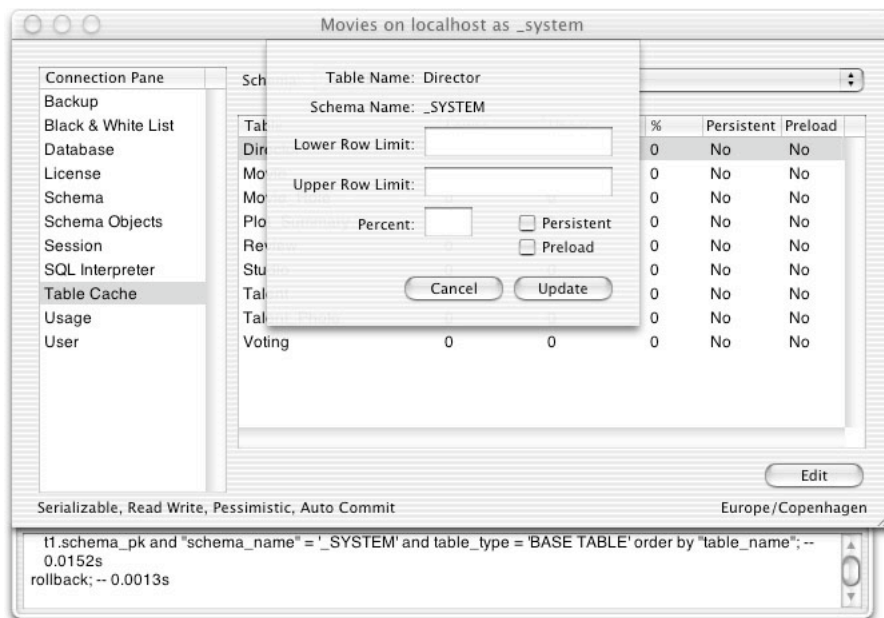 Movies on localhost as _system
Connection Pane
Backup
Black & White List
Database
License
Schema
Schema Objects
Session
SQL Interpreter
Table Cache
Usage
User
Table Name: Director
Schema Name: _SYSTEM
Lower Row Limit:
Upper Row Limit:
Percent:
Persistent
Preload
Cancel Update
% Persistent Preload
0 No No
0 No No
0 No No
0 No No
0 No No
0 No No
0 No No
0 No No
Voting 0 0 0 No No
Edit
Serializable, Read Write, Pessimistic, Auto Commit
Europe/Copenhagen
t1.schema_pk and "schema_name" = '_SYSTEM' and table_type = 'BASE TABLE' order by "table_name"; --
0.0152s
rollback; -- 0.0013s